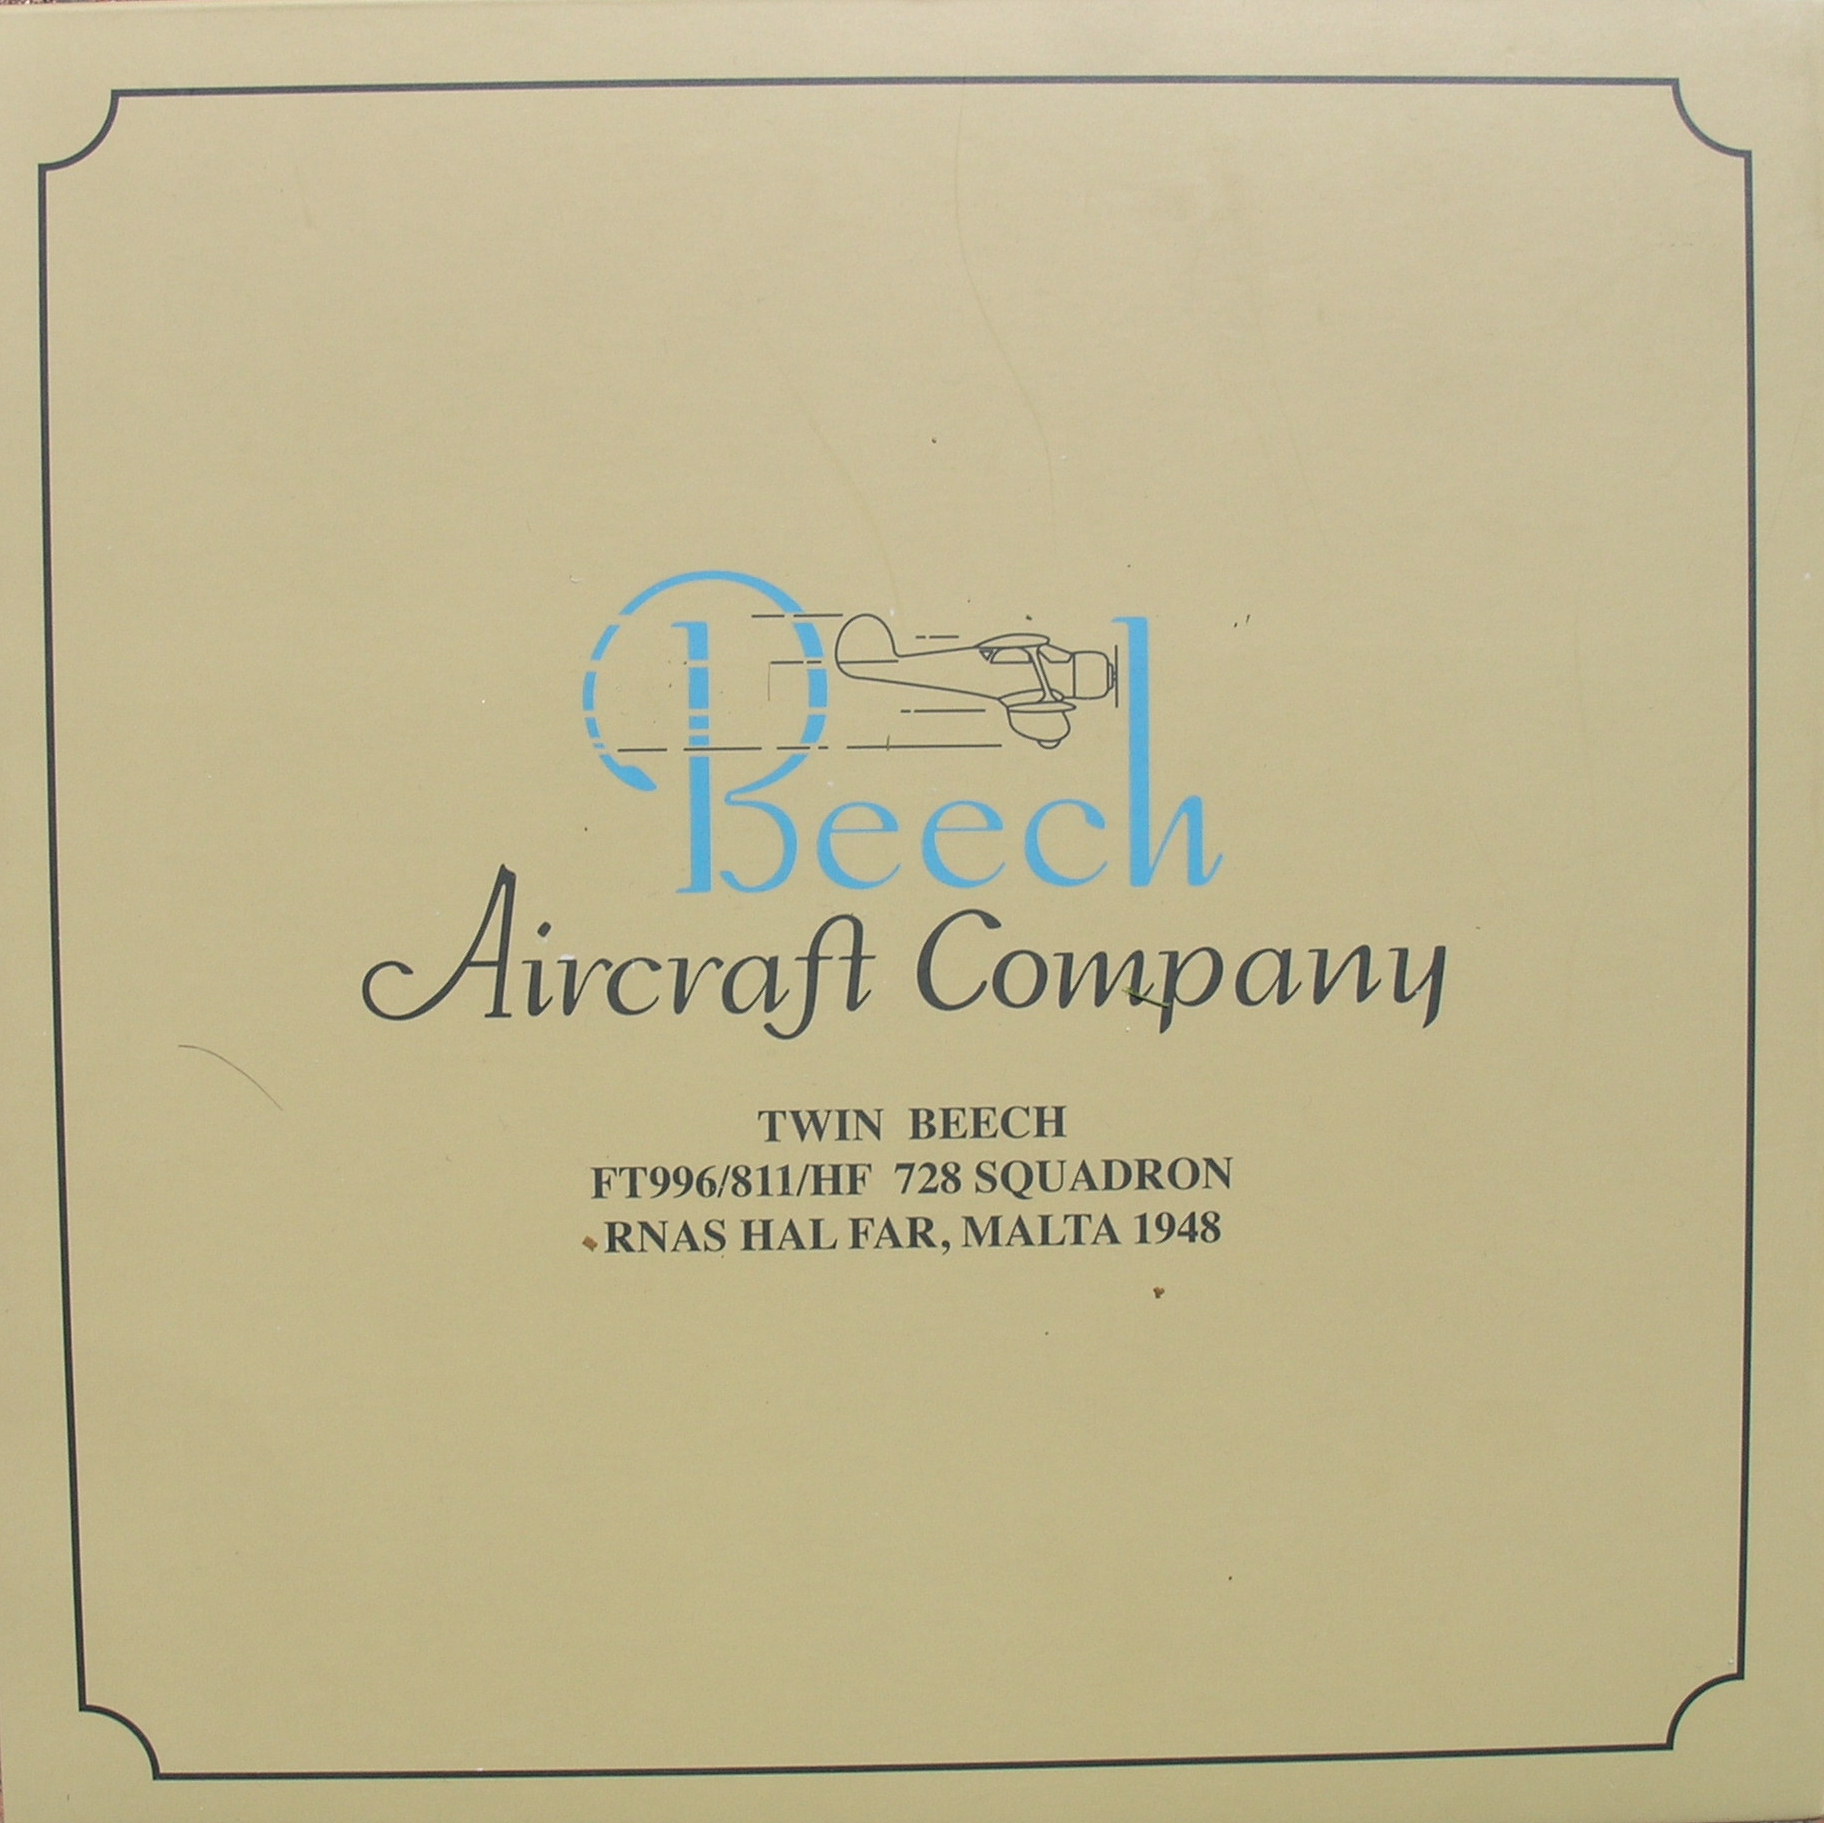 Beech
Aircraft Company
TWIN BEECH
FT996/811/HF 728 SQUADRON
RNAS HAL FAR, MALTA 1948